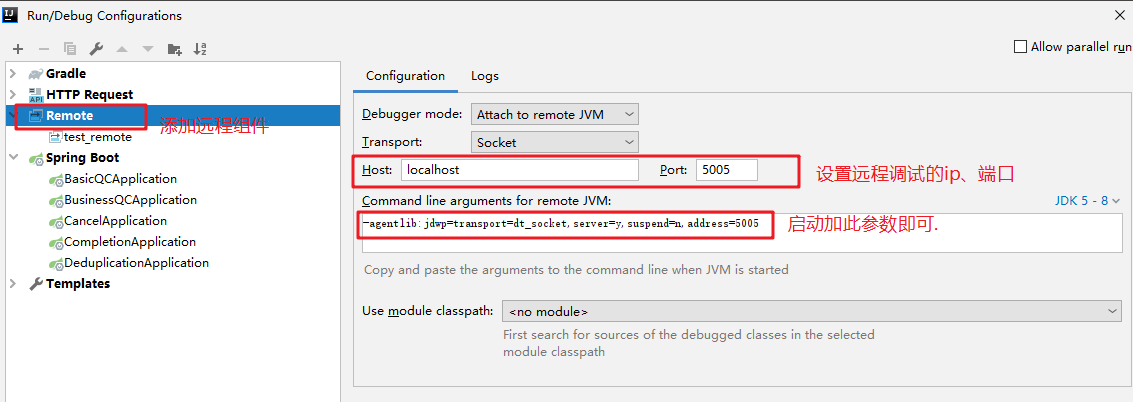 Run/Debug Configurations
Allow parallel run
Gradle
HTTP Request
Remote
添加远程组件
test_remote
Spring Boot
BasicQCApplication
BusinessQCApplication
CancelApplication
CompletionApplication
DeduplicationApplication
Templates
Configuration Logs
Debugger mode: Attach to remote JVM
Transport: Socket
Host: localhost Port: 5005
设置远程调试的ip、端口
Command line arguments for remote JVM: JDK 5 - 8
-agentlib:jdwp=transport=dt_socket,server=y,suspend=n,address=5005
启动加此参数即可.
Copy and paste the arguments to the command line when JVM is started
Use module classpath: <no module>
First search for sources of the debugged classes in the selected
module classpath